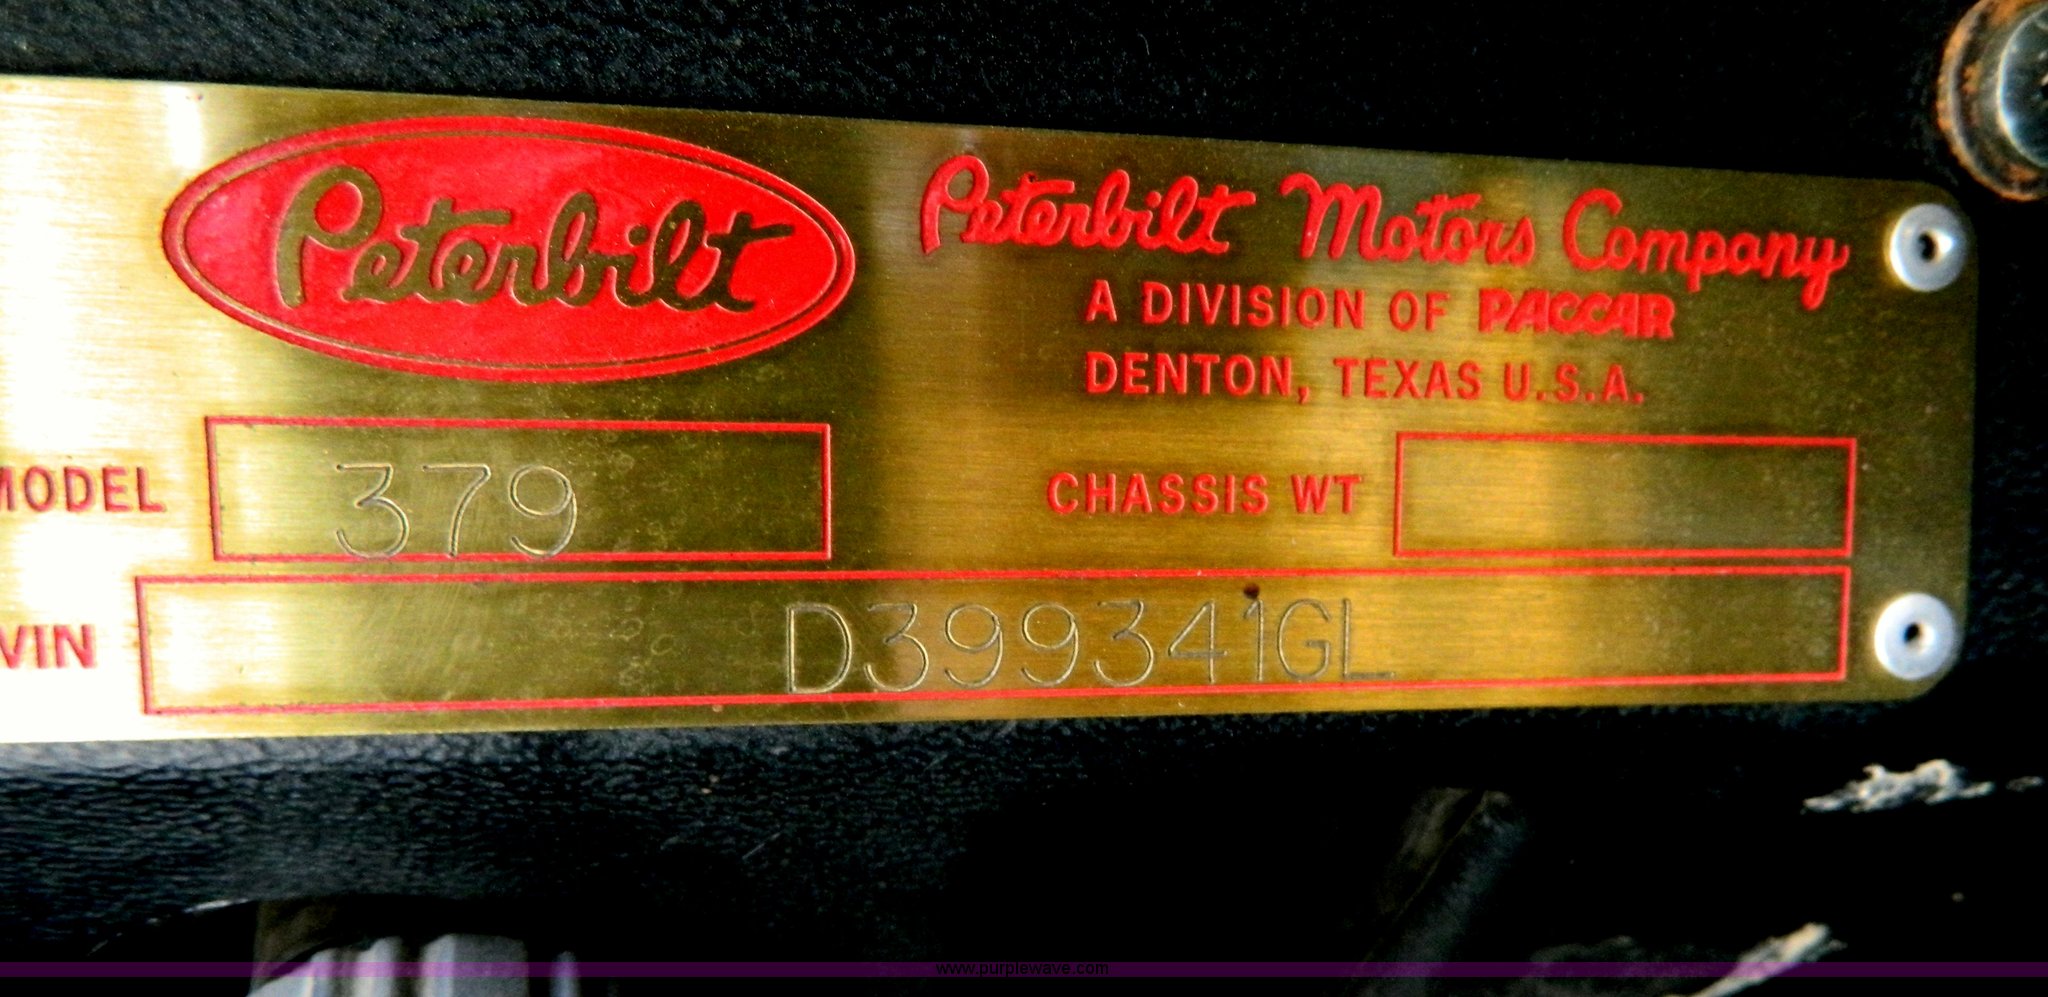 Peterbilt
Peterbilt Motors Company
A DIVISION OF PACCAR
DENTON, TEXAS U.S.A.
MODEL 379
CHASSIS WT
VIN D399341GL
www.purplewave.com